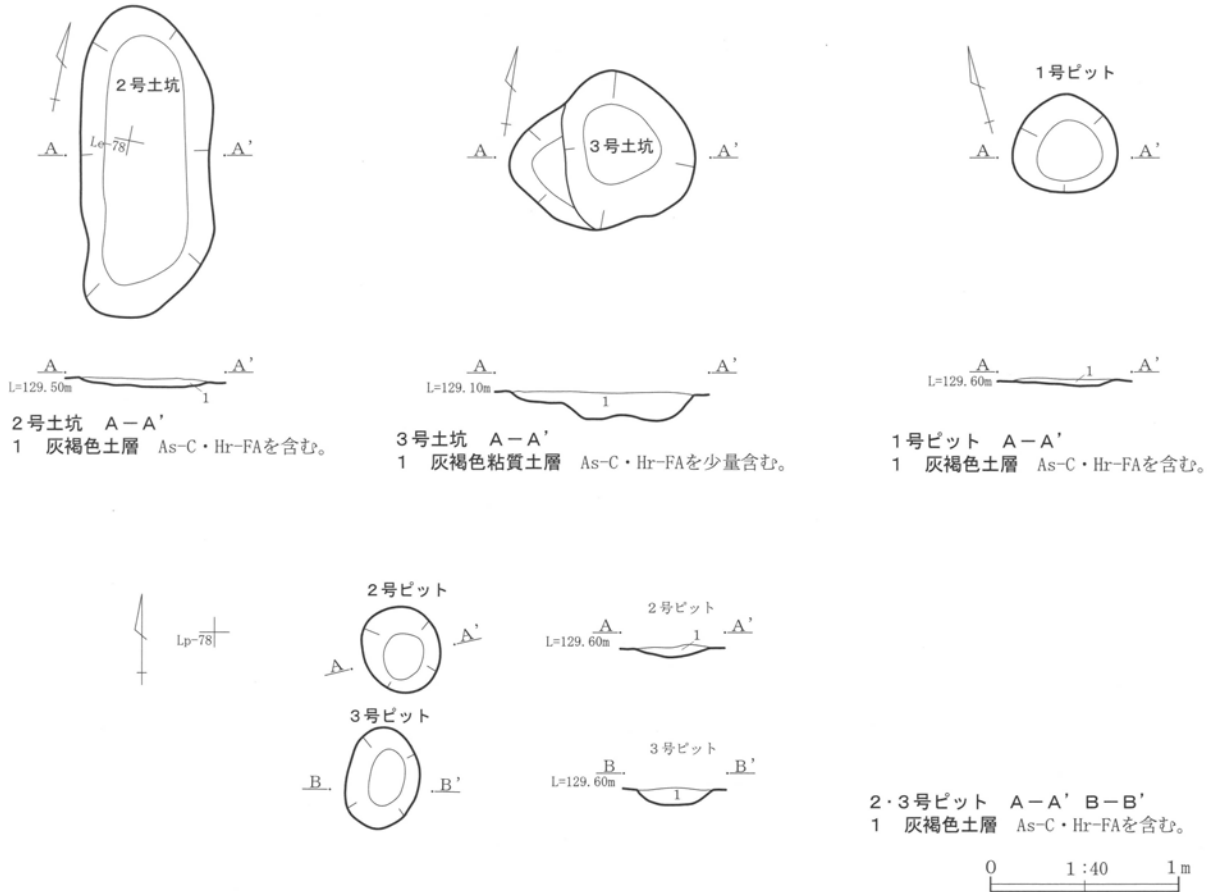 2号土坑
Le-78
A A'
L=129.50m
A A'
1
2号土坑 A-A'
1 灰褐色土層 As-C・Hr-FAを含む。
3号土坑
A A'
L=129.10m
A A'
1
3号土坑 A-A'
1 灰褐色粘質土層 As-C・Hr-FAを少量含む。
1号ピット
A A'
L=129.60m
A A'
1
1号ピット A-A'
1 灰褐色土層 As-C・Hr-FAを含む。
Lp-78
2号ピット
A A'
3号ピット
B B'
2号ピット
A A'
L=129.60m
1
3号ピット
B B'
L=129.60m
1
2・3号ピット A-A' B-B'
1 灰褐色土層 As-C・Hr-FAを含む。
0 1:40 1m